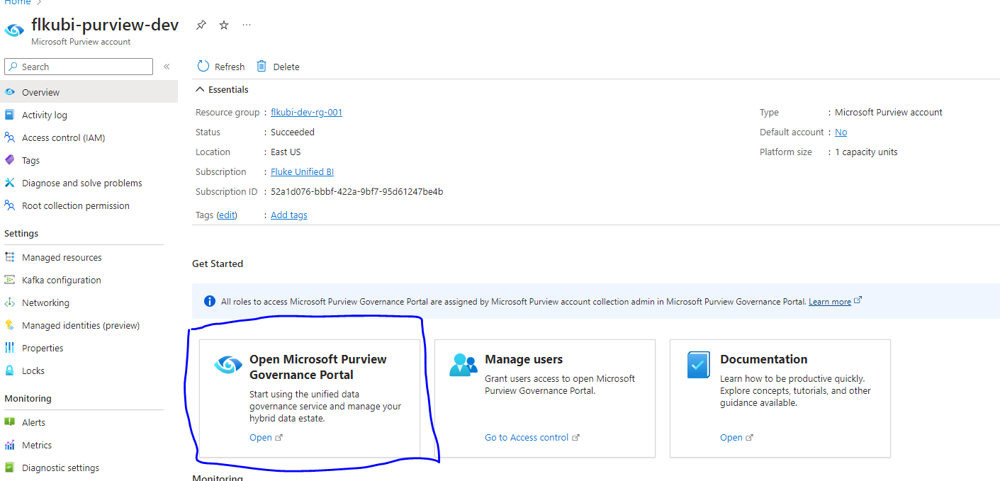 Home >
flkubi-purview-dev
Microsoft Purview account
Search
«
Overview
Activity log
Access control (IAM)
Tags
Diagnose and solve problems
Root collection permission
Settings
Managed resources
Kafka configuration
Networking
Managed identities (preview)
Properties
Locks
Monitoring
Alerts
Metrics
Diagnostic settings
Refresh
Delete
Essentials
Resource group : flkubi-dev-rg-001
Status : Succeeded
Location : East US
Subscription : Fluke Unified BI
Subscription ID : 52a1d076-bbbf-422a-9bf7-95d61247be4b
Tags (edit) : Add tags
Type : Microsoft Purview account
Default account : No
Platform size : 1 capacity units
Get Started
All roles to access Microsoft Purview Governance Portal are assigned by Microsoft Purview account collection admin in Microsoft Purview Governance Portal. Learn more
Open Microsoft Purview
Governance Portal
Start using the unified data
governance service and manage your
hybrid data estate.
Open
Manage users
Grant users access to open Microsoft
Purview Governance Portal.
Go to Access control
Documentation
Learn how to be productive quickly.
Explore concepts, tutorials, and other
guidance available.
Open
Monitoring